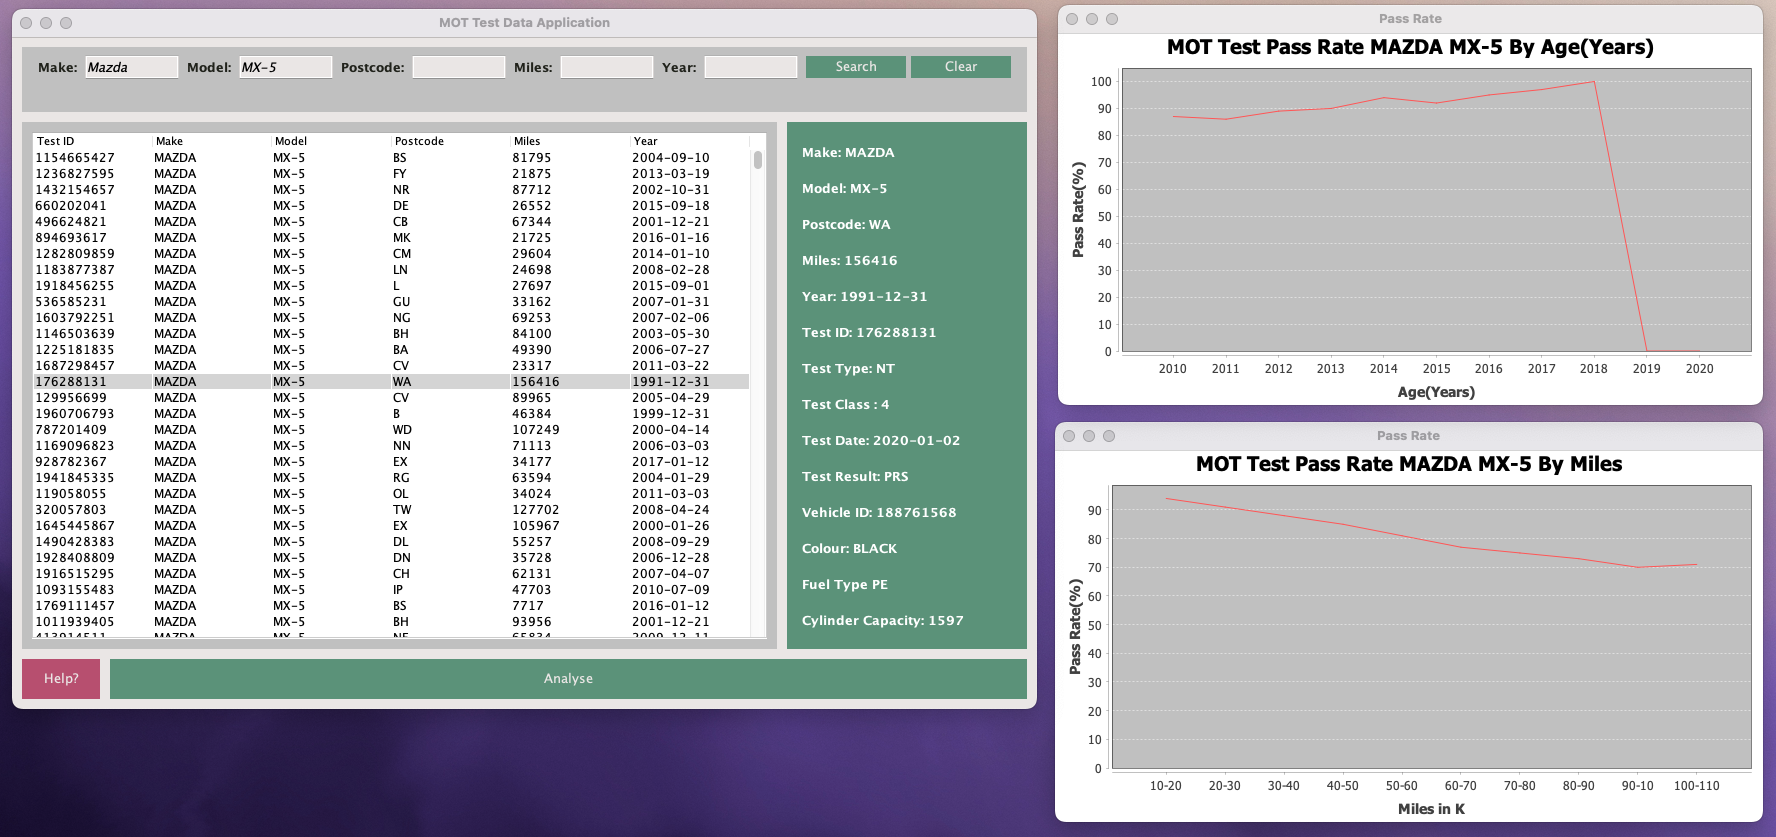 MOT Test Data Application
Make: Mazda Model: MX-5 Postcode: Miles: Year: Search Clear
Test ID Make Model Postcode Miles Year
1154665427 MAZDA MX-5 BS 81795 2004-09-10
1236827595 MAZDA MX-5 FY 21875 2013-03-19
1432154657 MAZDA MX-5 NR 87712 2002-10-31
660202041 MAZDA MX-5 DE 26552 2015-09-18
496624821 MAZDA MX-5 CB 67344 2001-12-21
894693617 MAZDA MX-5 MK 21725 2016-01-16
1282809859 MAZDA MX-5 CM 29604 2014-01-10
1183877387 MAZDA MX-5 LN 24698 2008-02-28
1918456255 MAZDA MX-5 L 27697 2015-09-01
536585231 MAZDA MX-5 GU 33162 2007-01-31
1603792251 MAZDA MX-5 NG 69253 2007-02-06
1146503639 MAZDA MX-5 BH 84100 2003-05-30
1225181835 MAZDA MX-5 BA 49390 2006-07-27
1687298457 MAZDA MX-5 CV 23317 2011-03-22
176288131 MAZDA MX-5 WA 156416 1991-12-31
129956699 MAZDA MX-5 CV 89965 2005-04-29
1960706793 MAZDA MX-5 B 46384 1999-12-31
787201409 MAZDA MX-5 WD 107249 2000-04-14
1169096823 MAZDA MX-5 NN 71113 2006-03-03
928782367 MAZDA MX-5 EX 34177 2017-01-12
1941845335 MAZDA MX-5 RG 63594 2004-01-29
119058055 MAZDA MX-5 OL 34024 2011-03-03
320057803 MAZDA MX-5 TW 127702 2008-04-24
1645445867 MAZDA MX-5 EX 105967 2000-01-26
1490428383 MAZDA MX-5 DL 55257 2008-09-29
1928408809 MAZDA MX-5 DN 35728 2006-12-28
1916515295 MAZDA MX-5 CH 62131 2007-04-07
1093155483 MAZDA MX-5 IP 47703 2010-07-09
1769111457 MAZDA MX-5 BS 7717 2016-01-12
1011939405 MAZDA MX-5 BH 93956 2001-12-21
MAZDA MX-5
Make: MAZDA
Model: MX-5
Postcode: WA
Miles: 156416
Year: 1991-12-31
Test ID: 176288131
Test Type: NT
Test Class : 4
Test Date: 2020-01-02
Test Result: PRS
Vehicle ID: 188761568
Colour: BLACK
Fuel Type PE
Cylinder Capacity: 1597
Help? Analyse
Pass Rate
MOT Test Pass Rate MAZDA MX-5 By Age(Years)
Pass Rate(%)
100
90
80
70
60
50
40
30
20
10
0
2010 2011 2012 2013 2014 2015 2016 2017 2018 2019 2020
Age(Years)
Pass Rate
MOT Test Pass Rate MAZDA MX-5 By Miles
Pass Rate(%)
90
80
70
60
50
40
30
20
10
0
10-20 20-30 30-40 40-50 50-60 60-70 70-80 80-90 90-10 100-110
Miles in K